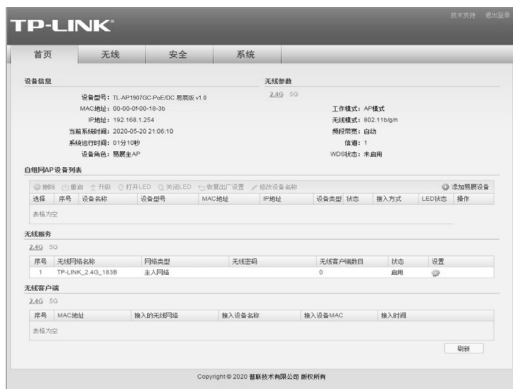 TP-LINK
技术支持 退出登录
首页 无线 安全 系统
设备信息
设备型号：TL-AP1907GC-PoE/DC 易展版 v1.0
MAC地址：00-00-0f-00-18-3b
IP地址：192.168.1.254
当前系统时间：2020-05-20 21:06:10
系统运行时间：01分10秒
设备角色：易展主AP
无线参数
2.4G 5G
工作模式：AP模式
无线模式：802.11b/g/n
频段带宽：自动
信道：1
WDS状态：未启用
自组网AP设备列表
删除 重启 升级 打开LED 关闭LED 恢复出厂设置 修改设备名称 添加易展设备
选择 序号 设备名称 设备型号 MAC地址 IP地址 设备类型 状态 接入方式 LED状态 操作
表格为空
无线服务
2.4G 5G
序号 无线网络名称 网络类型 无线密码 无线客户端数目 状态 设置
1 TP-LINK_2.4G_183B 主人网络 0 启用
无线客户端
2.4G 5G
序号 MAC地址 接入的无线网络 接入设备名称 接入设备MAC 接入时间
表格为空
刷新
Copyright © 2020 普联技术有限公司 版权所有